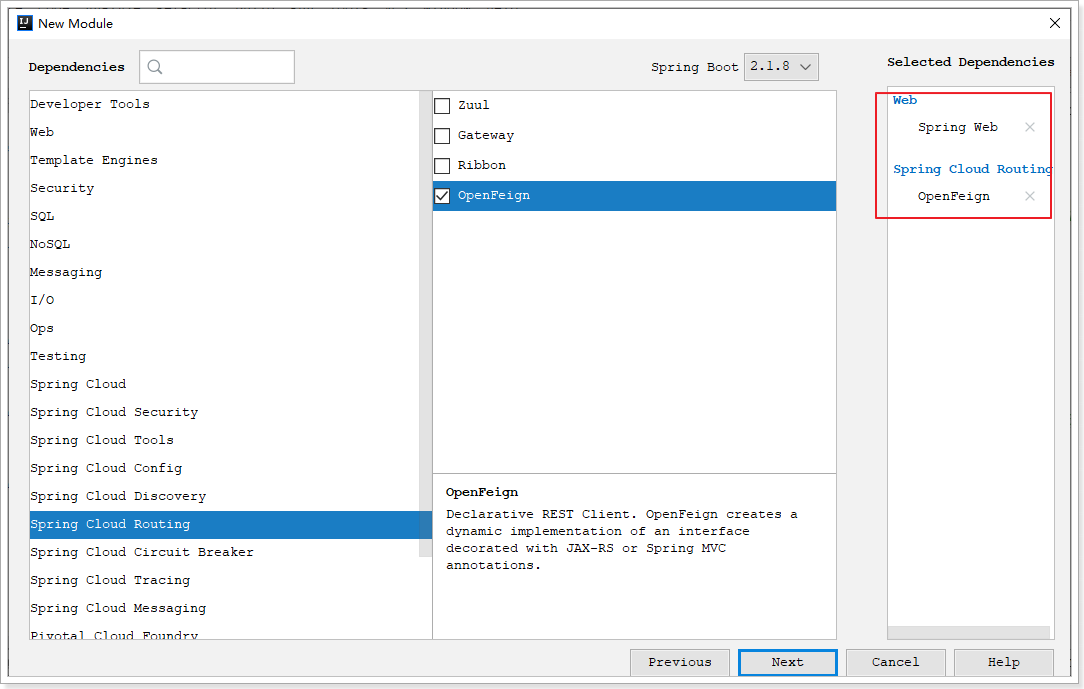 New Module
Dependencies
Spring Boot 2.1.8
Selected Dependencies
Developer Tools
Web
Template Engines
Security
SQL
NoSQL
Messaging
I/O
Ops
Testing
Spring Cloud
Spring Cloud Security
Spring Cloud Tools
Spring Cloud Config
Spring Cloud Discovery
Spring Cloud Routing
Spring Cloud Circuit Breaker
Spring Cloud Tracing
Spring Cloud Messaging
Pivotal Cloud Foundry
Zuul
Gateway
Ribbon
OpenFeign
OpenFeign
Declarative REST Client. OpenFeign creates a
dynamic implementation of an interface
decorated with JAX-RS or Spring MVC
annotations.
Web
Spring Web
Spring Cloud Routing
OpenFeign
Previous
Next
Cancel
Help